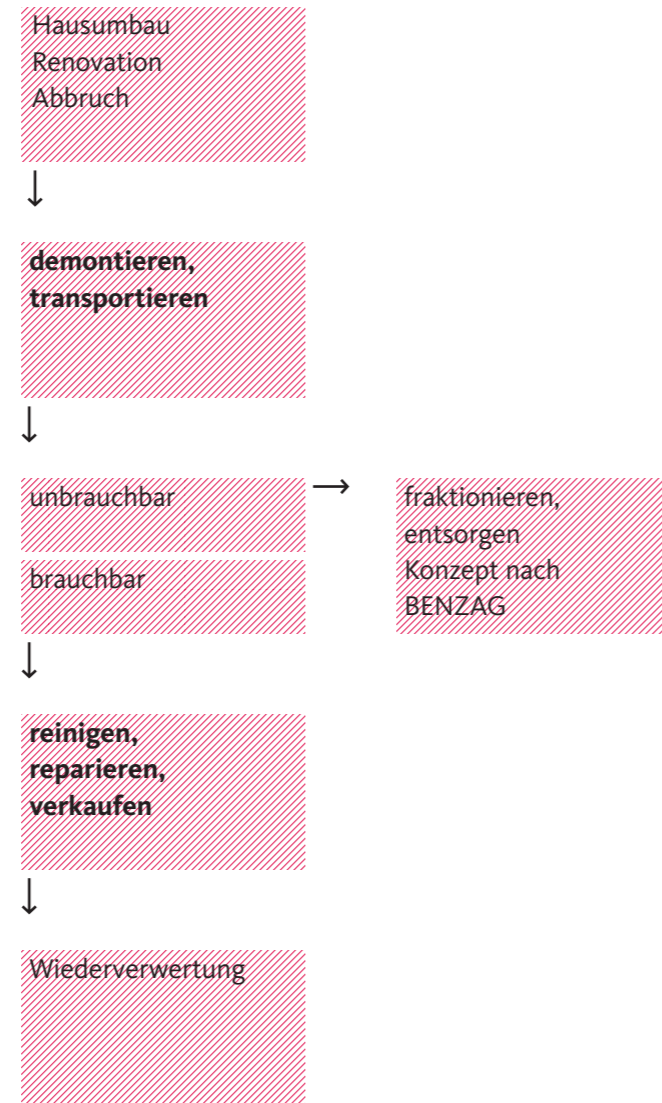 Hausumbau
Renovation
Abbruch
↓
demontieren,
transportieren
↓
unbrauchbar
→
fraktionieren,
entsorgen
Konzept nach
BENZAG
brauchbar
↓
reinigen,
reparieren,
verkaufen
↓
Wiederverwertung